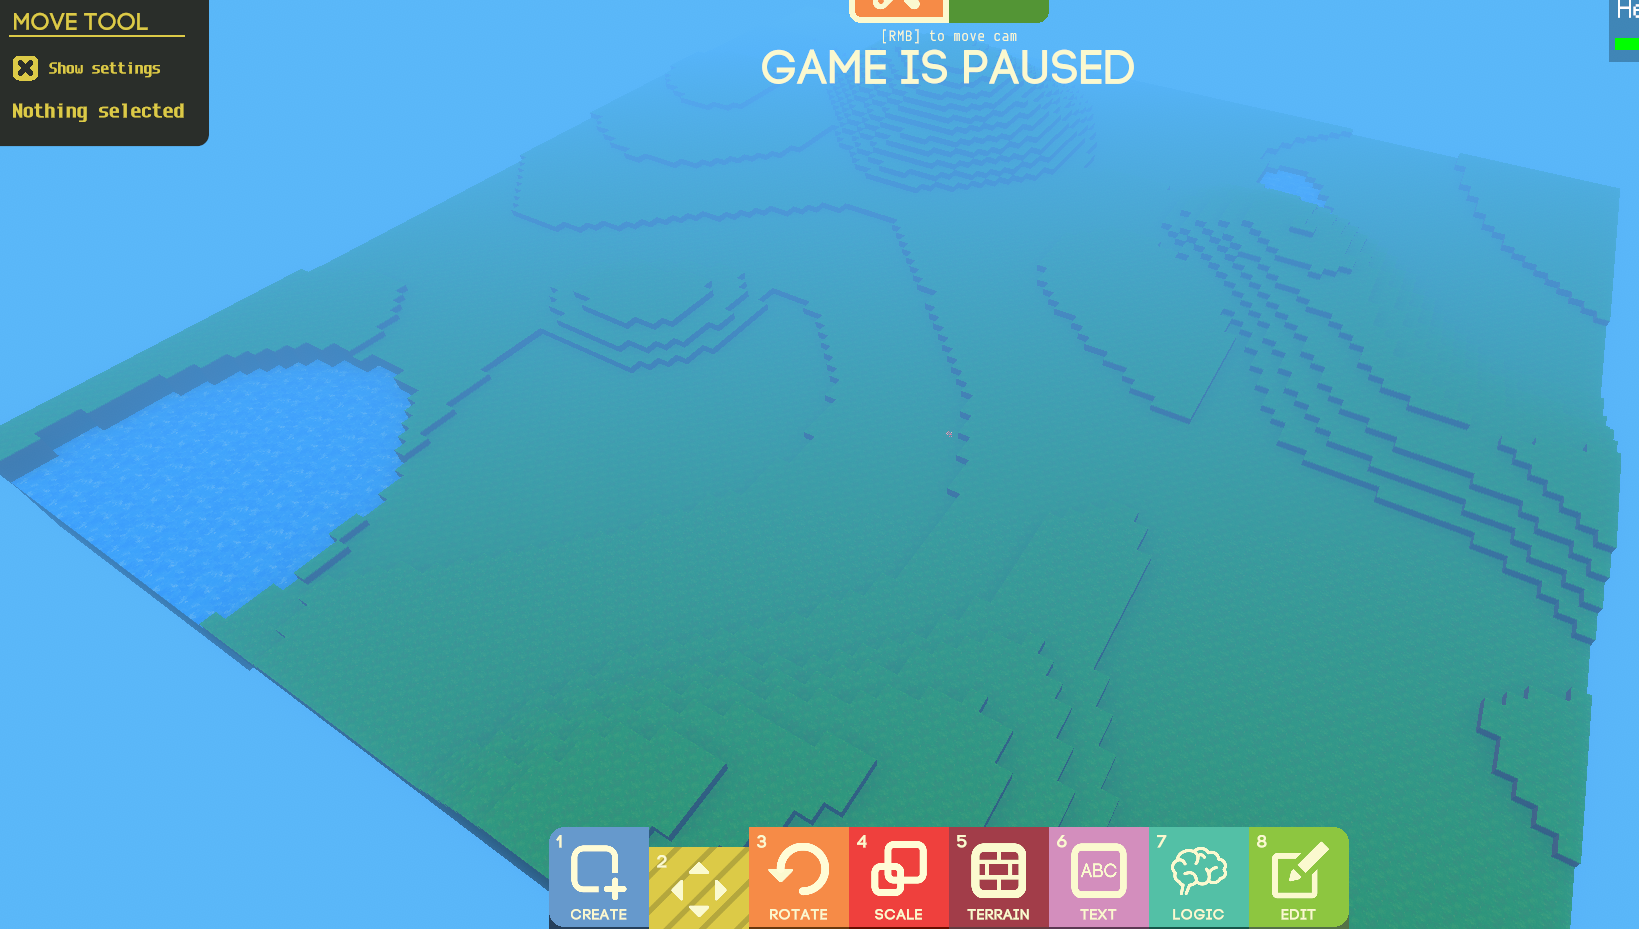 MOVE TOOL
Show settings
Nothing selected
[RMB] to move cam
GAME IS PAUSED
He
1
CREATE
2
3
ROTATE
4
SCALE
5
TERRAIN
6
ABC
TEXT
7
LOGIC
8
EDIT